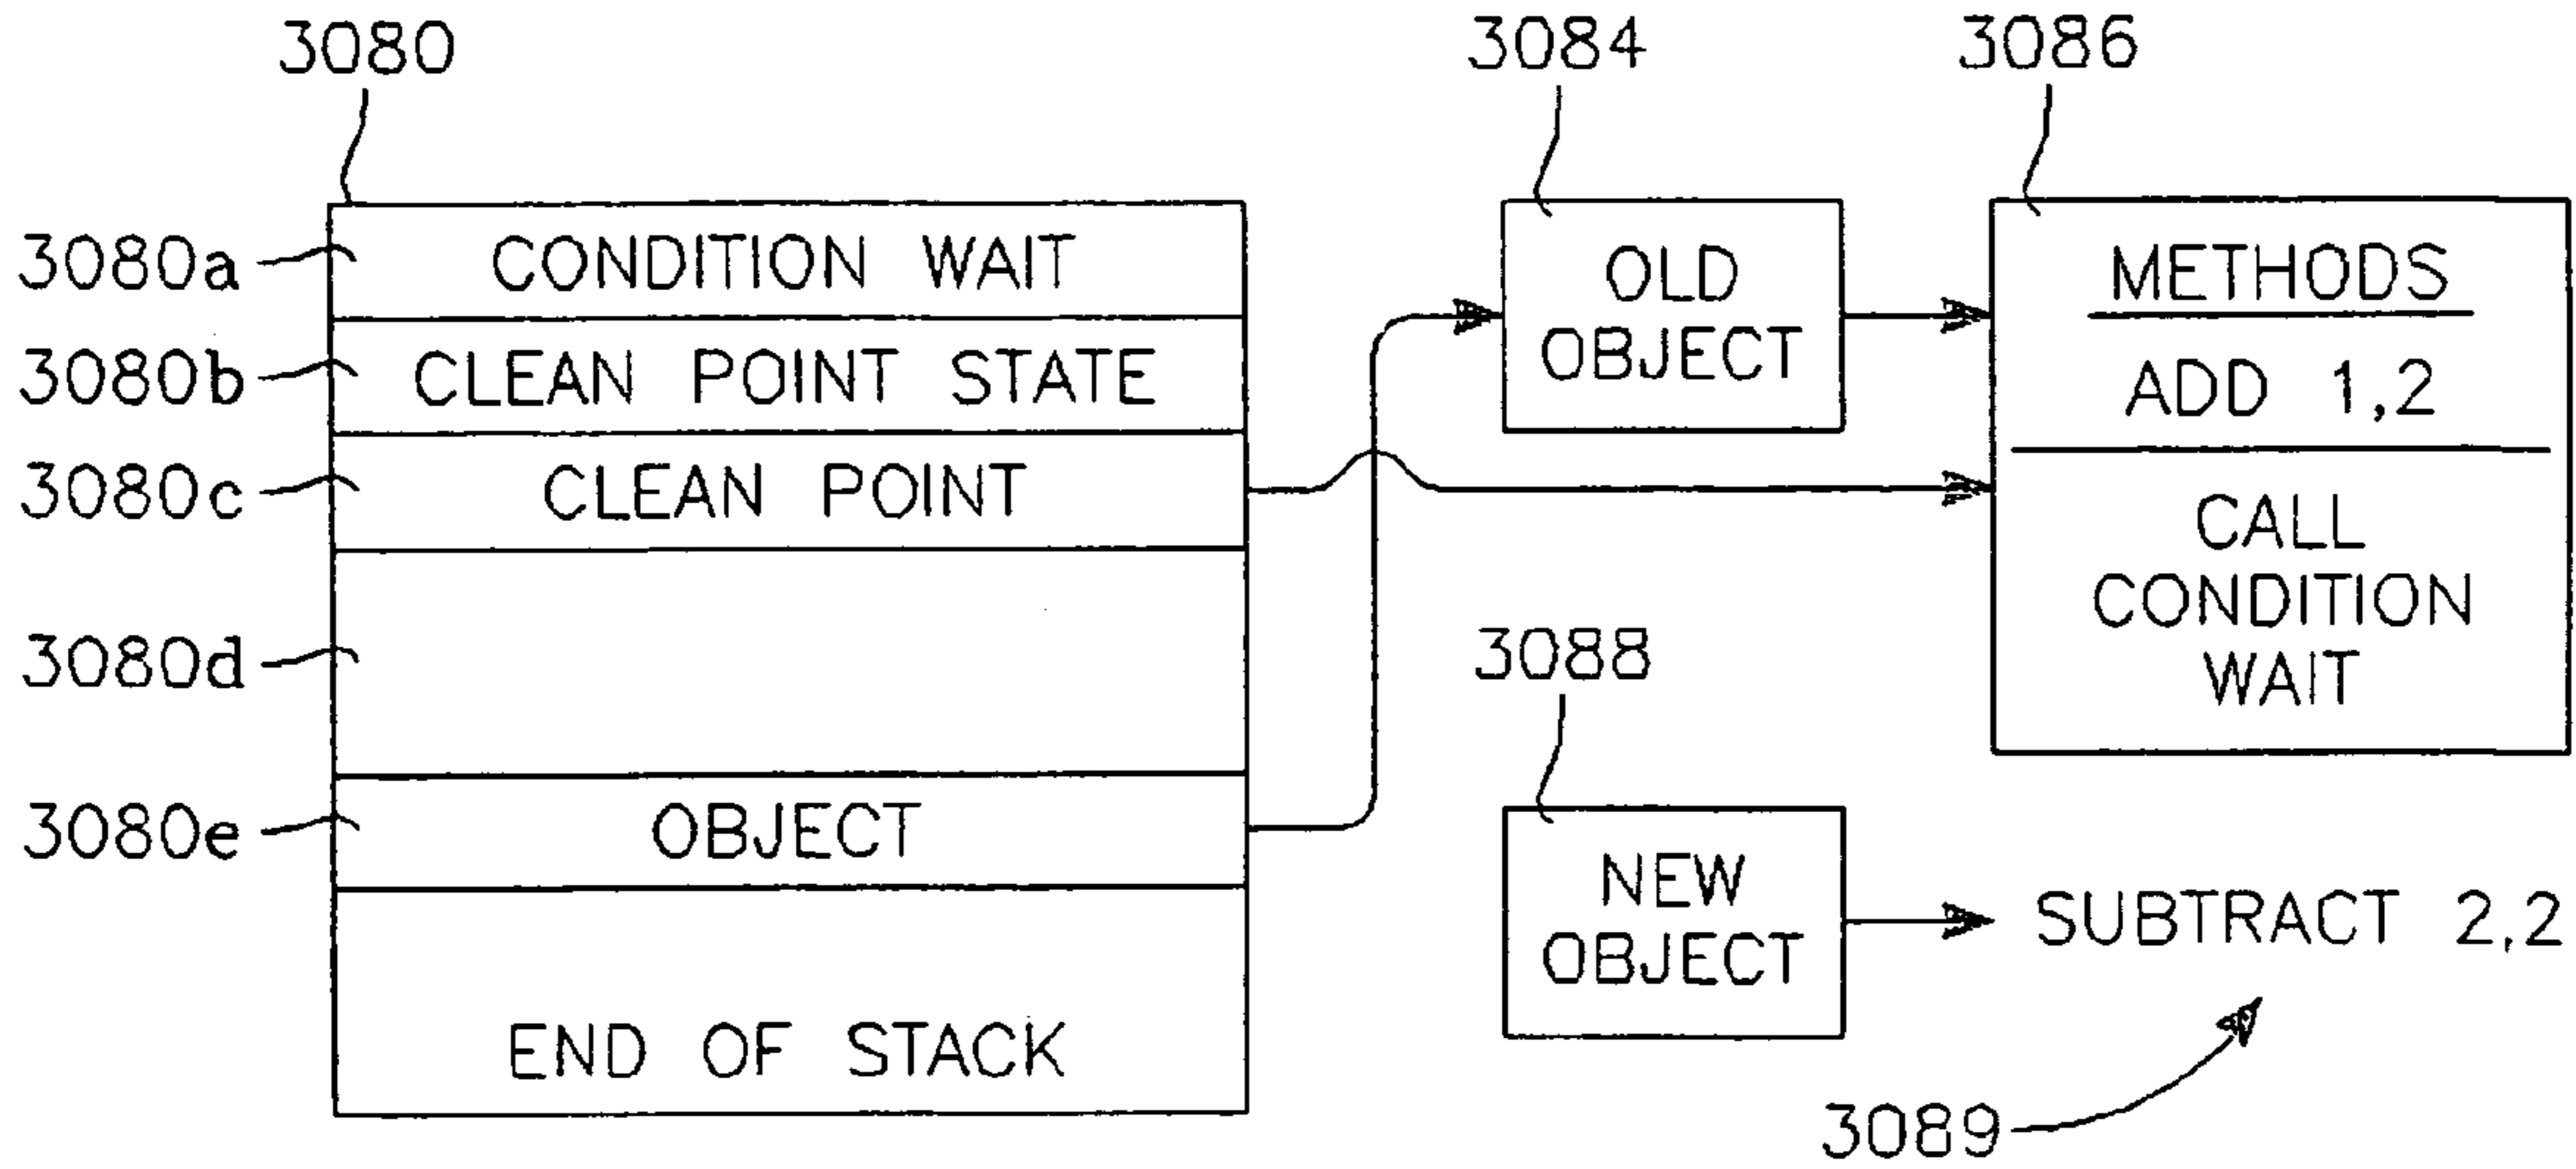 3080
3084
3086
3080a
CONDITION WAIT
3080b
CLEAN POINT STATE
3080c
CLEAN POINT
3080d
3080e
OBJECT
END OF STACK
OLD
OBJECT
METHODS
ADD 1,2
CALL
CONDITION
WAIT
3088
NEW
OBJECT
SUBTRACT 2,2
3089